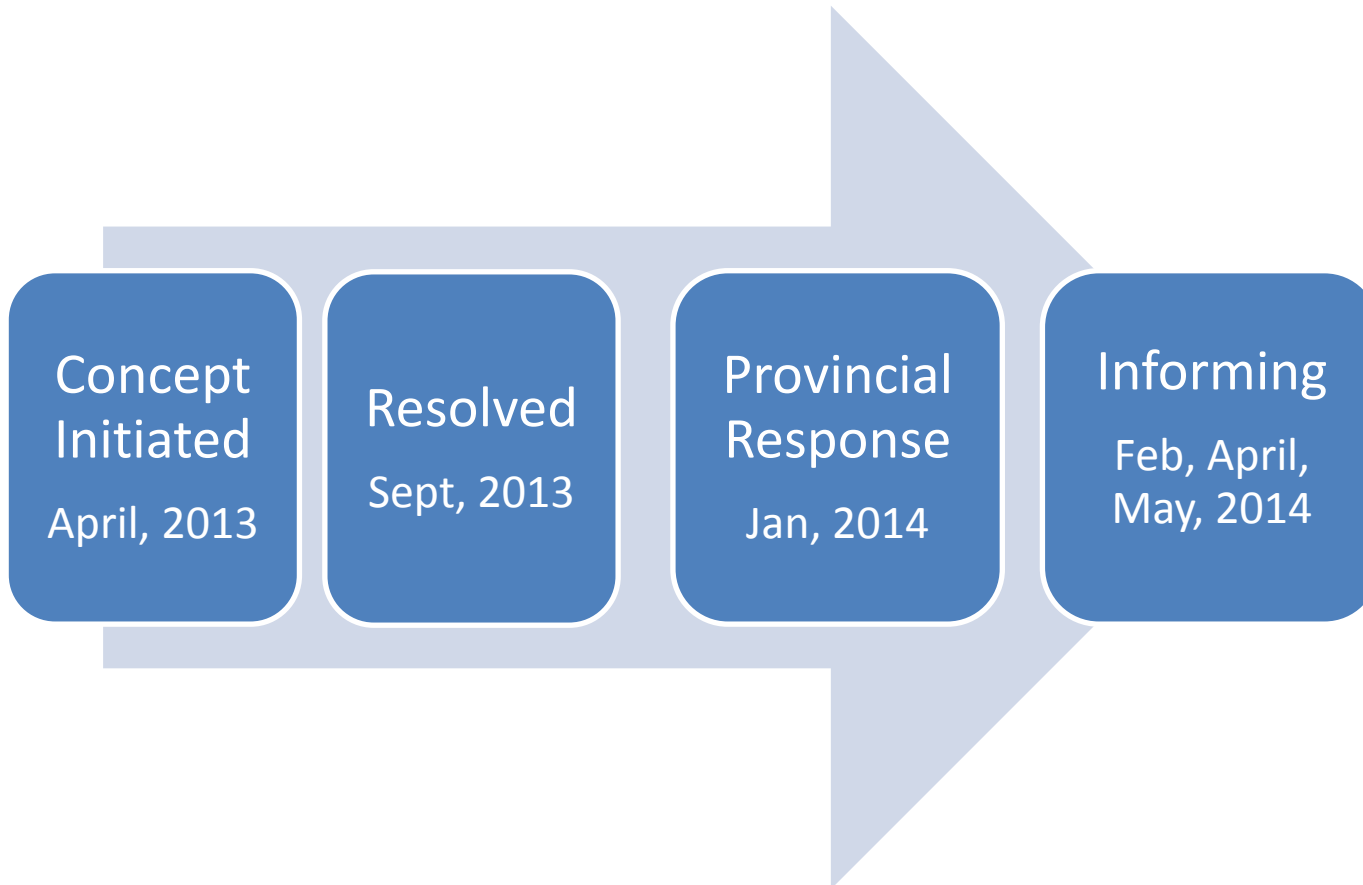 Concept
Initiated
April, 2013
Resolved
Sept, 2013
Provincial
Response
Jan, 2014
Informing
Feb, April,
May, 2014